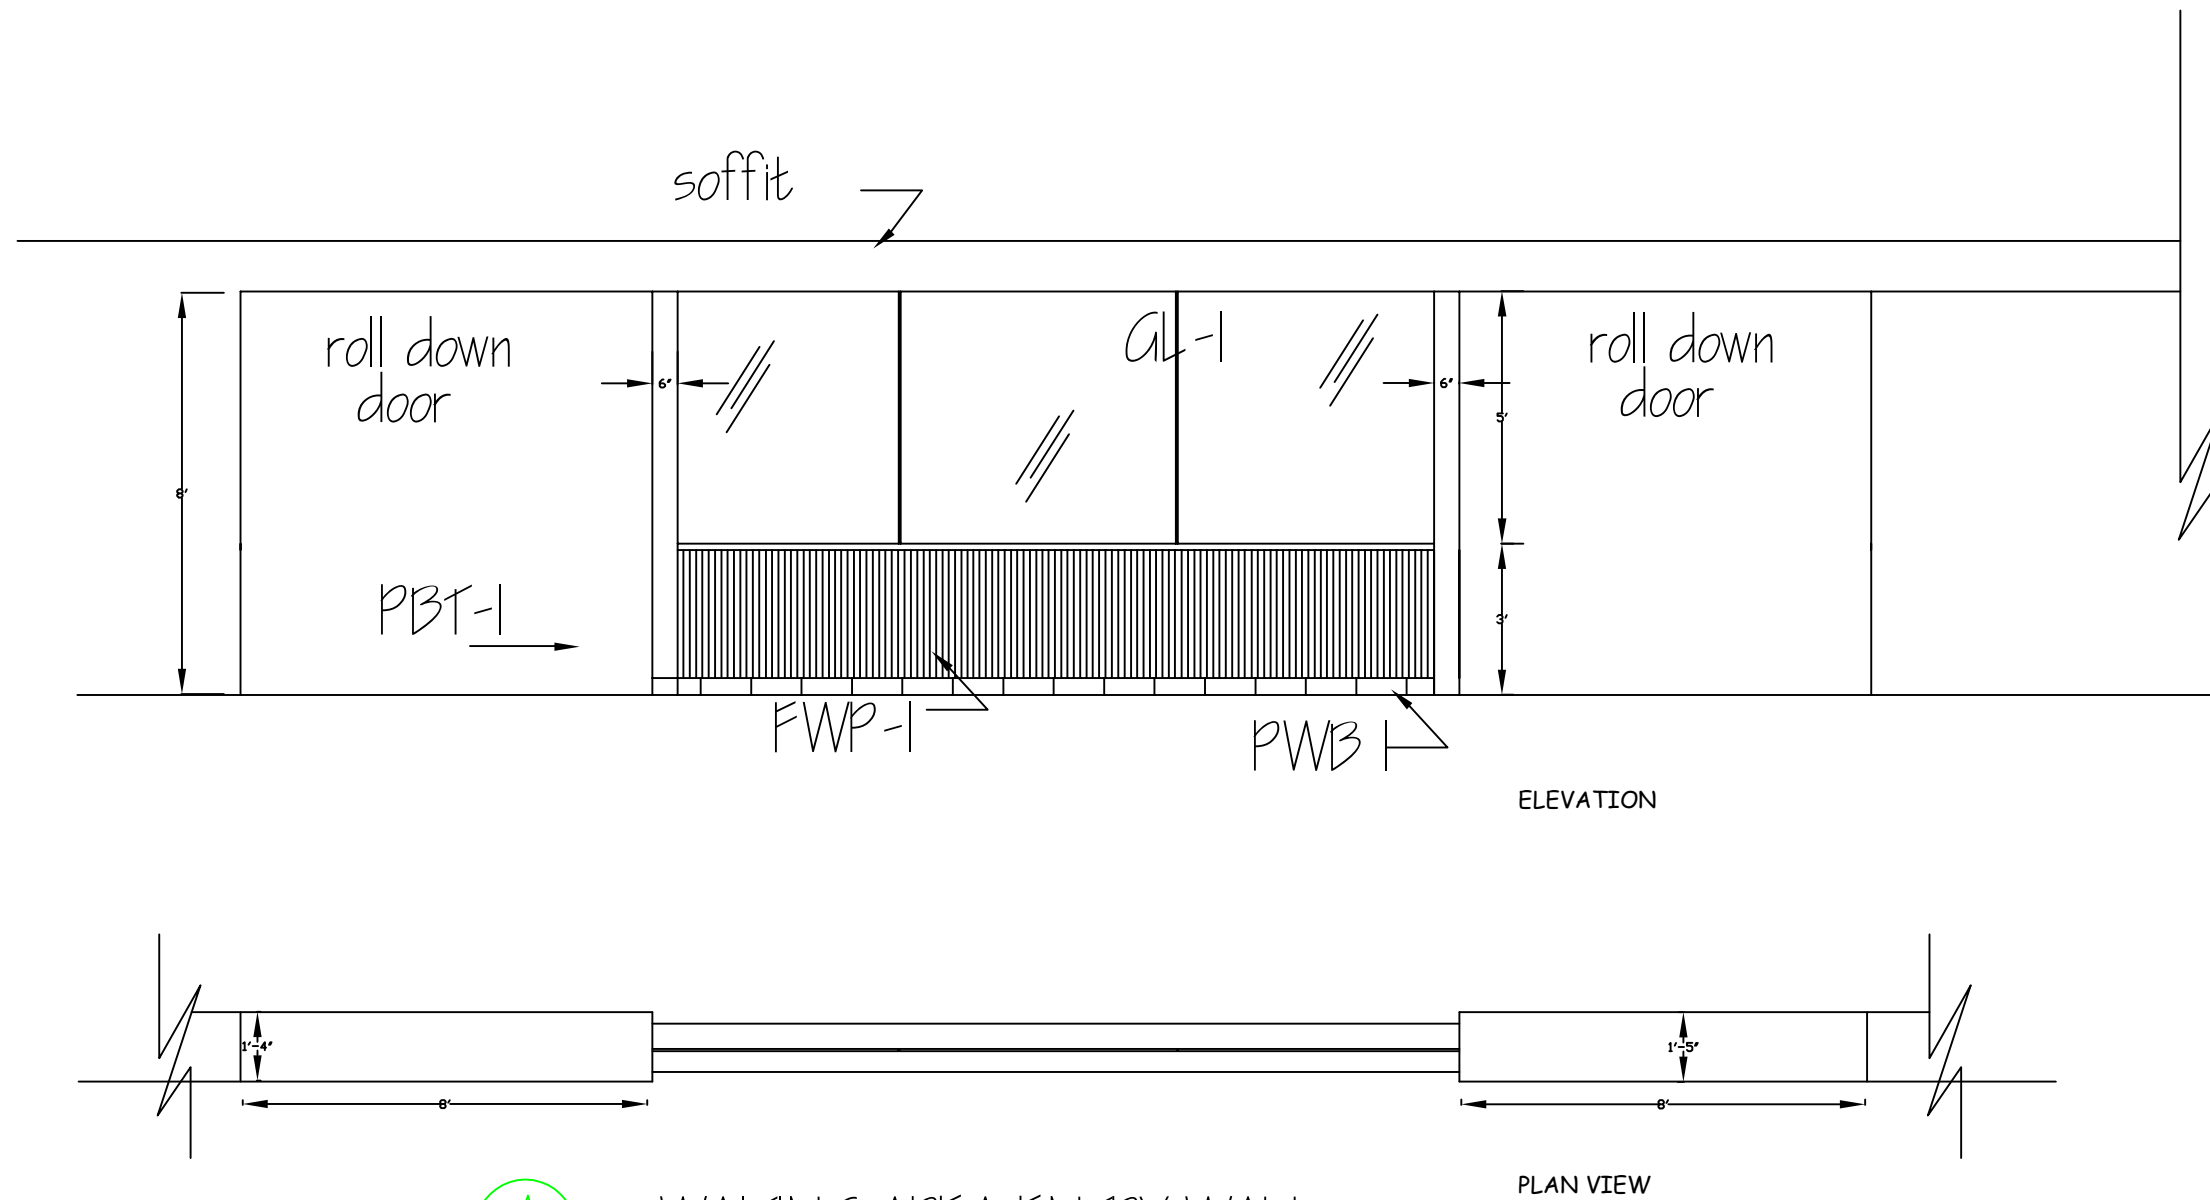 soffit
roll down
door
GL-1
roll down
door
6"
6"
5'
8'
3'
PBT-1
FWP-1
PWB 1
ELEVATION
1'-4"
1'-5"
8'
8'
PLAN VIEW